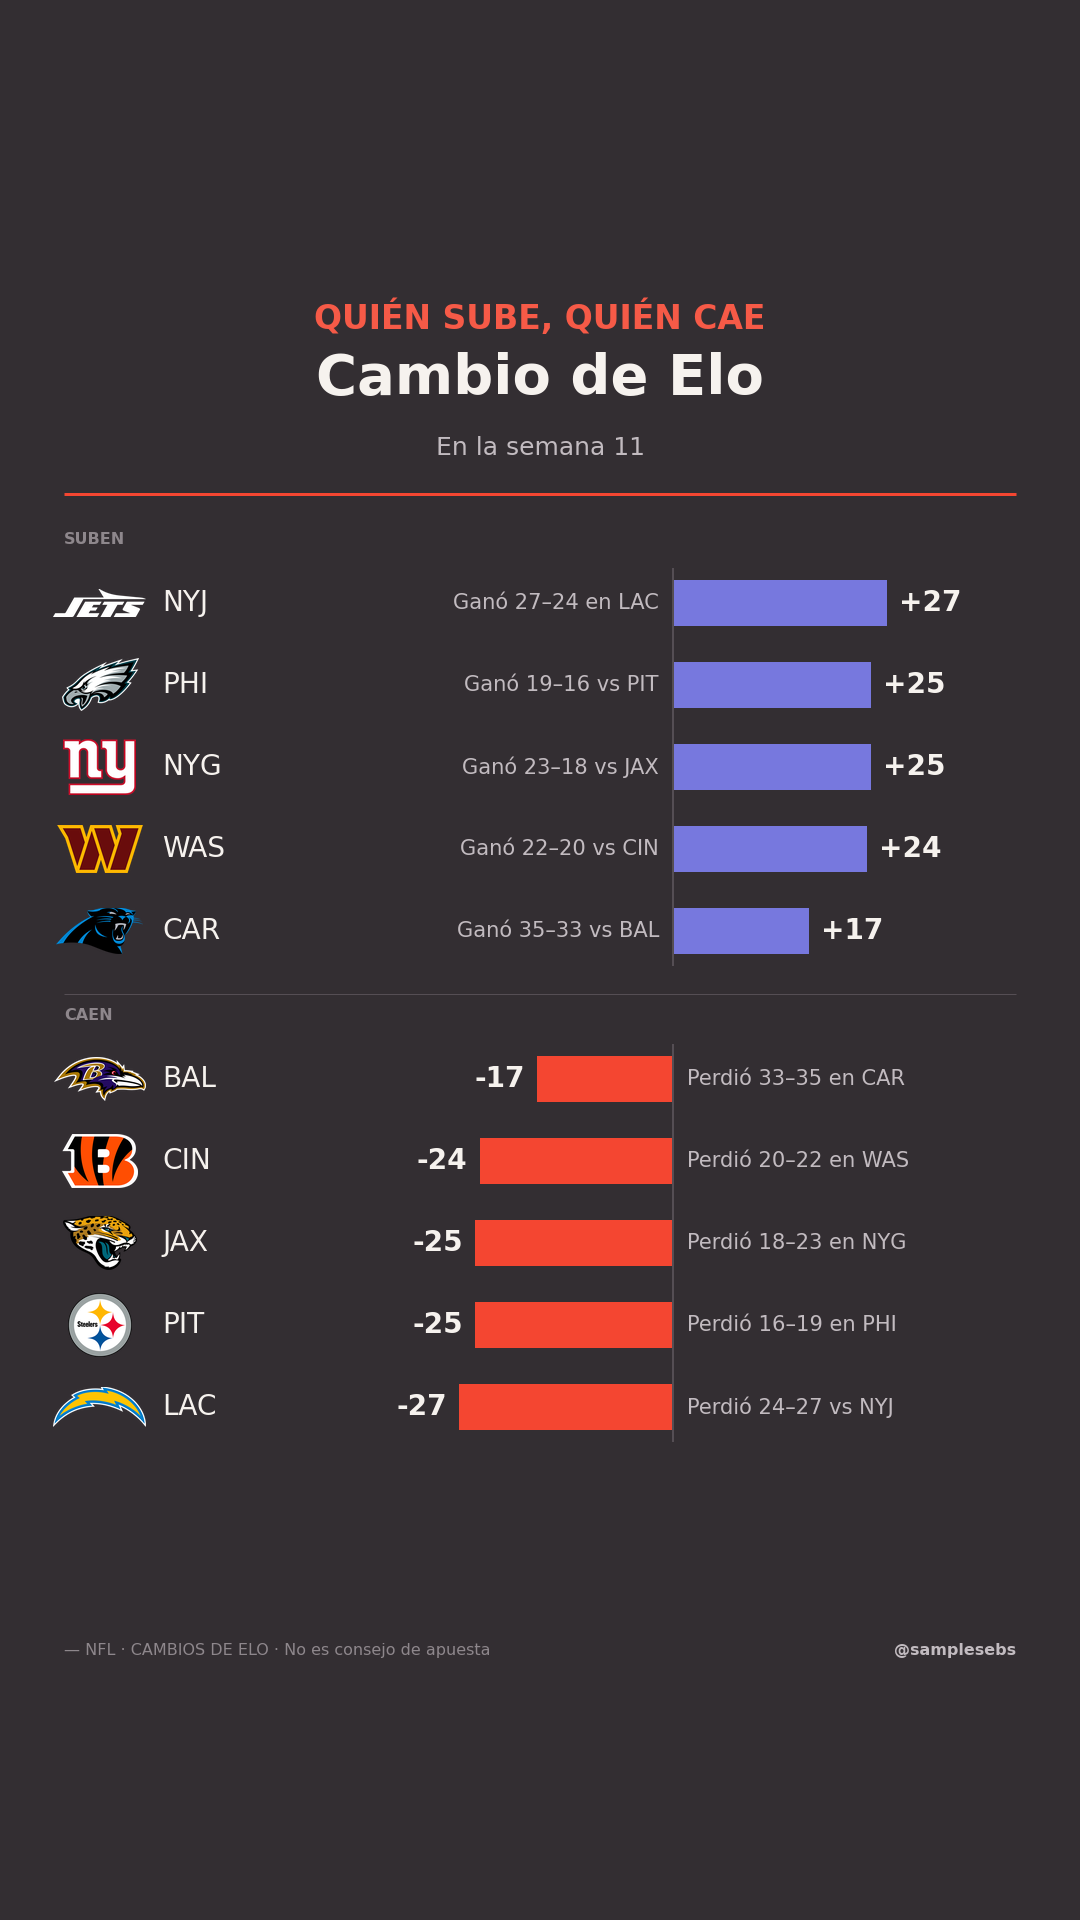 QUIÉN SUBE, QUIÉN CAE
Cambio de Elo
En la semana 11
SUBEN
JETS NYJ Ganó 27–24 en LAC +27
PHI Ganó 19–16 vs PIT +25
ny NYG Ganó 23–18 vs JAX +25
W WAS Ganó 22–20 vs CIN +24
CAR Ganó 35–33 vs BAL +17
CAEN
B BAL -17 Perdió 33–35 en CAR
B CIN -24 Perdió 20–22 en WAS
JAX -25 Perdió 18–23 en NYG
Steelers PIT -25 Perdió 16–19 en PHI
LAC -27 Perdió 24–27 vs NYJ
— NFL · CAMBIOS DE ELO · No es consejo de apuesta @samplesebs